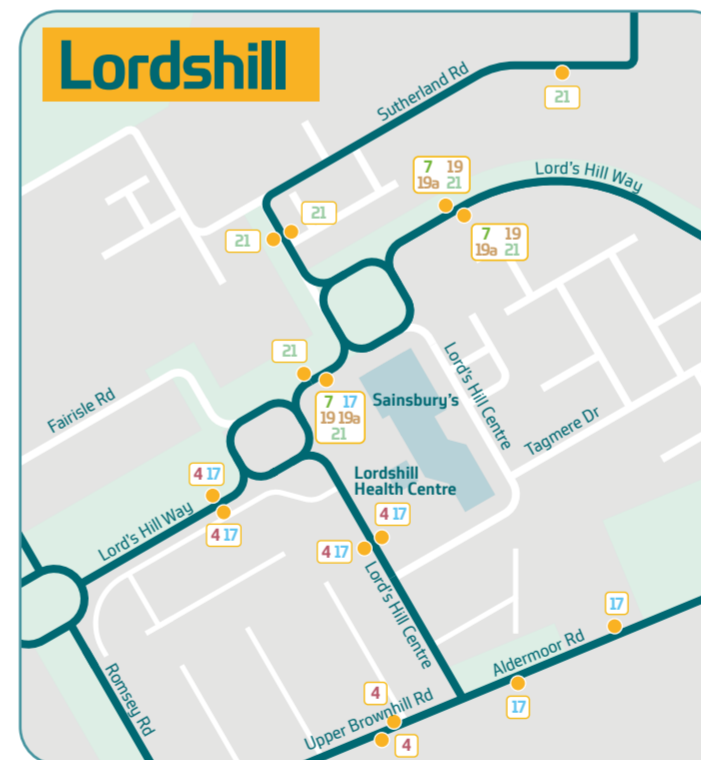 Lordshill
Sutherland Rd
21
7 19
19a 21
Lord's Hill Way
21
21
7 19
19a 21
21
7 17
19 19a
21
Sainsbury's
Lord's Hill Centre
Fairisle Rd
Tagmere Dr
4 17
Lordshill
Health Centre
4 17
Lord's Hill Way
4 17
4 17
Lord's Hill Centre
17
Aldermoor Rd
Romsey Rd
4
17
Upper Brownhill Rd
4